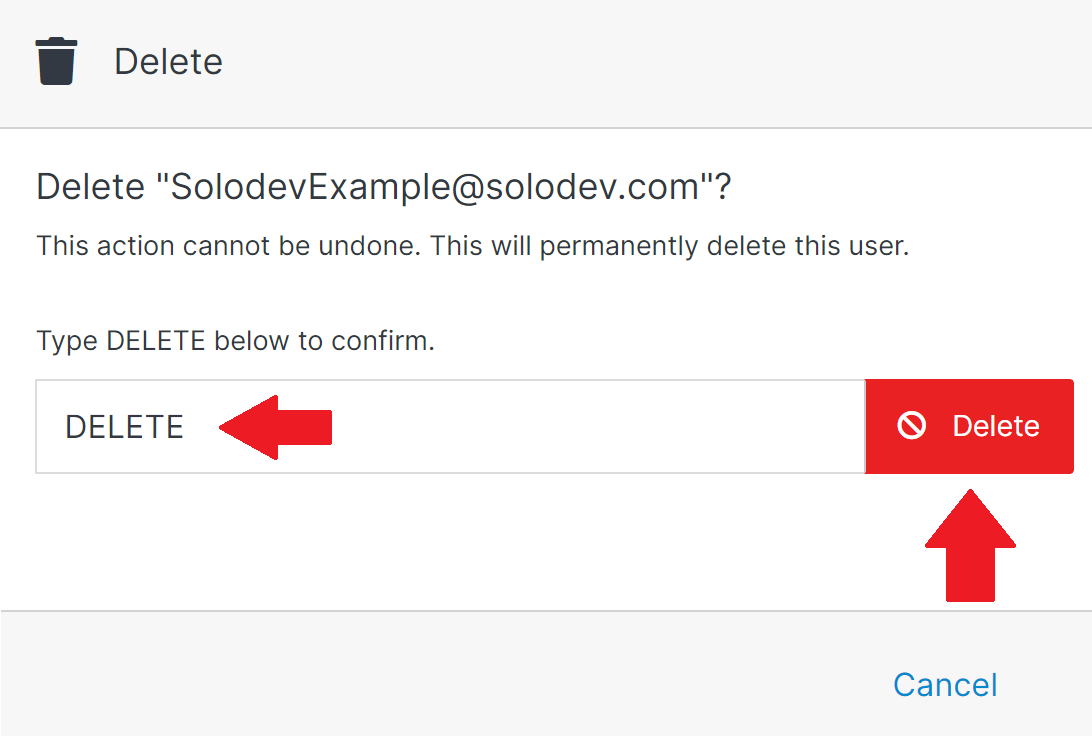 Delete
Delete "SolodevExample@solodev.com"?
This action cannot be undone. This will permanently delete this user.
Type DELETE below to confirm.
DELETE
Delete
Cancel